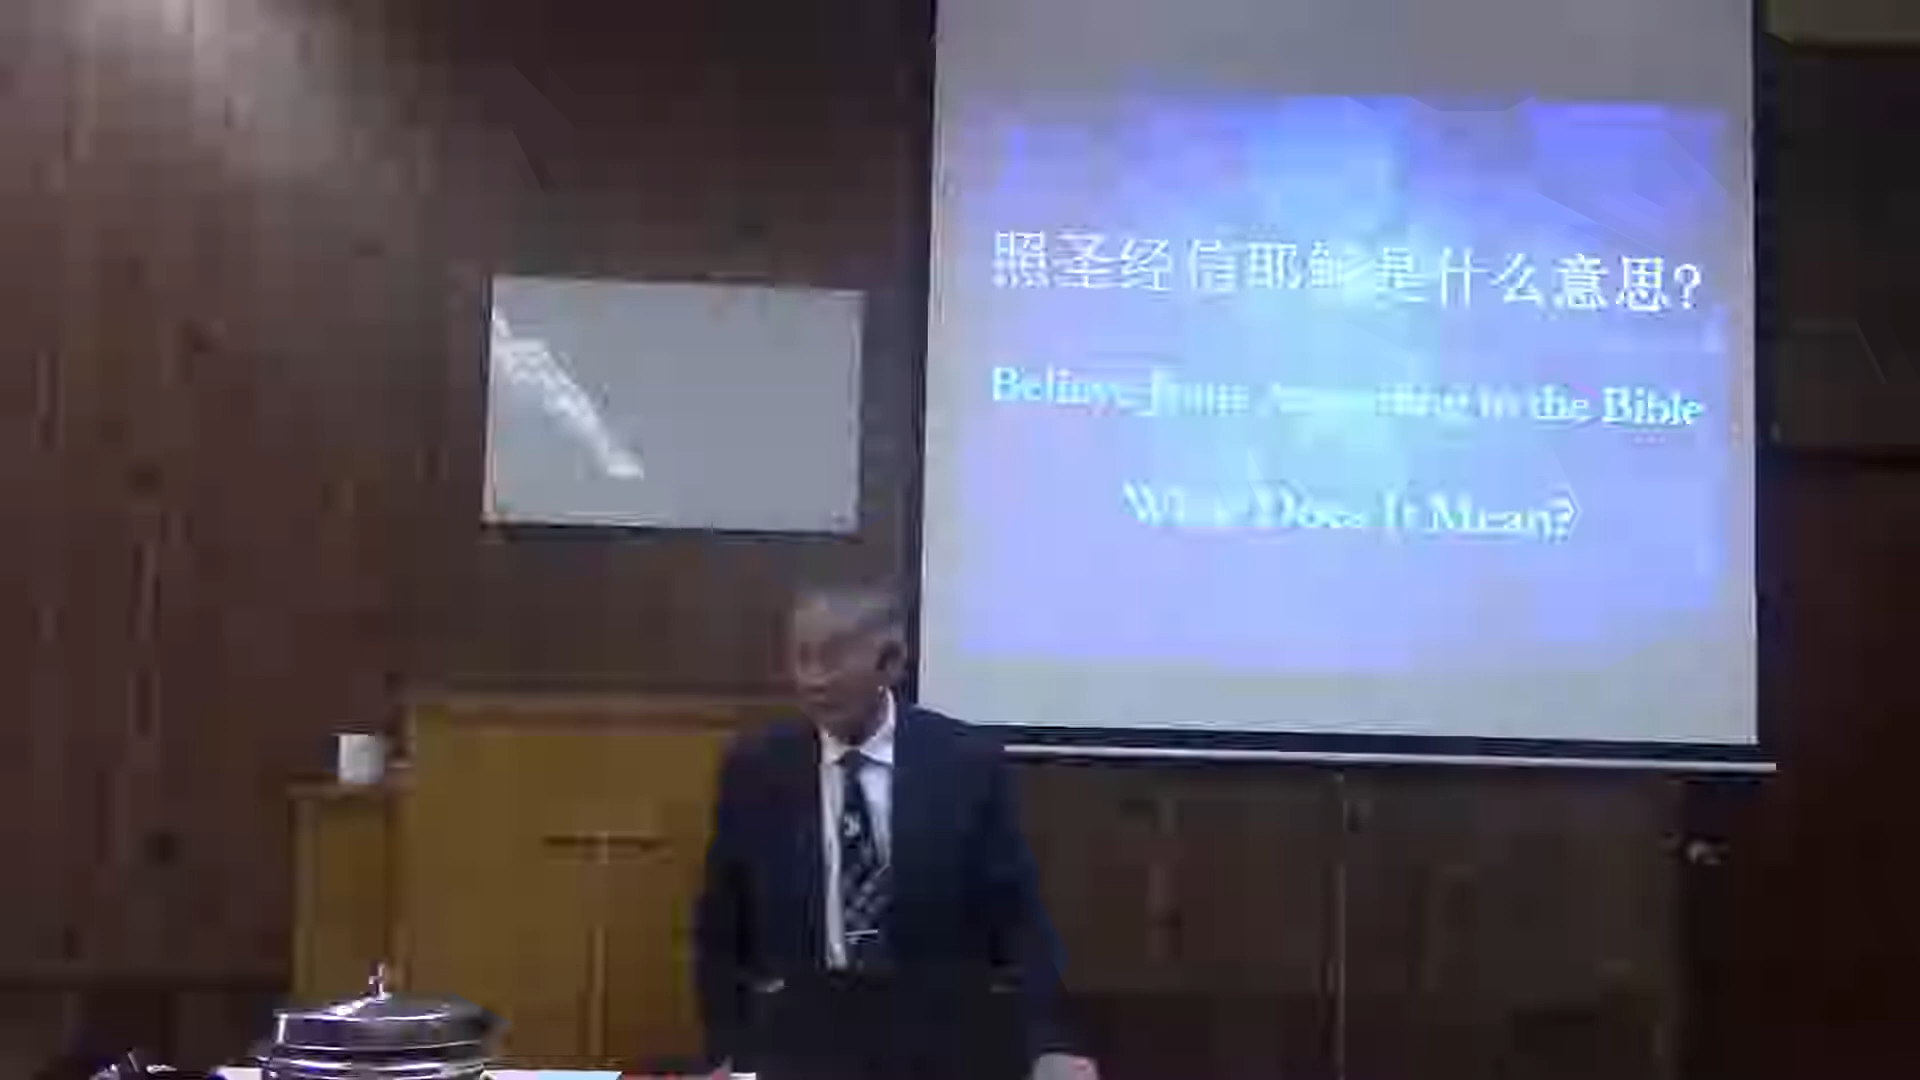 照圣经信耶稣是什么意思?
Believe Jesus According to the Bible
What Does It Mean?